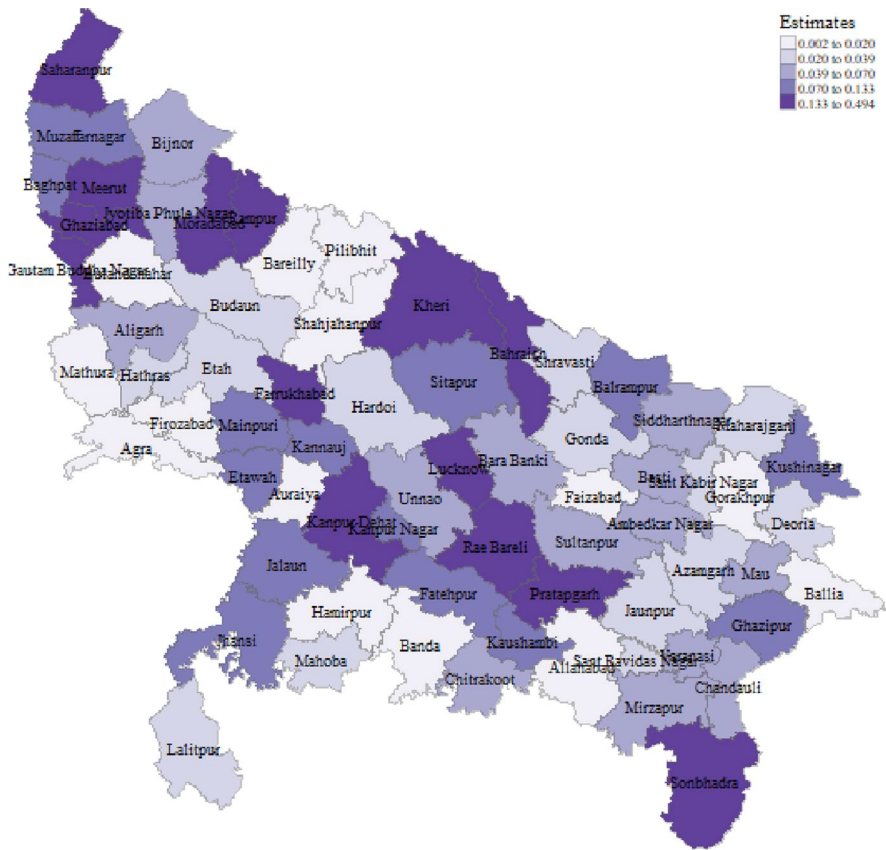 Estimates
0.002 to 0.020
0.020 to 0.039
0.039 to 0.070
0.070 to 0.133
0.133 to 0.494
Saharanpur
Muzaffarnagar
Bijnor
Baghpat
Meerut
Jyotiba Phule Nagar
Ghaziabad
Moradabad
Rampur
Pilibhit
Bareilly
Gautam Buddha Nagar
Bulandshahar
Budaun
Kheri
Shahjahanpur
Aligarh
Bahraich
Shravasti
Etah
Mathura
Hathras
Sitapur
Balrampur
Farrukhabad
Hardoi
Siddharthnagar
Maharajganj
Firozabad
Mainpuri
Kannauj
Gonda
Agra
Lucknow
Bara Banki
Kushinagar
Etawah
Basti
Sant Kabir Nagar
Auraiya
Unnao
Faizabad
Gorakhpur
Kanpur Dehat
Kanpur Nagar
Ambedkar Nagar
Deoria
Rae Bareli
Sultanpur
Jalaun
Azamgarh
Mau
Fatehpur
Pratapgarh
Ballia
Hamirpur
Jaunpur
Ghazipur
Jhansi
Banda
Kaushambi
Mahoba
Allahabad
Sant Ravidas Nagar
Varanasi
Chitrakoot
Chandauli
Mirzapur
Lalitpur
Sonbhadra